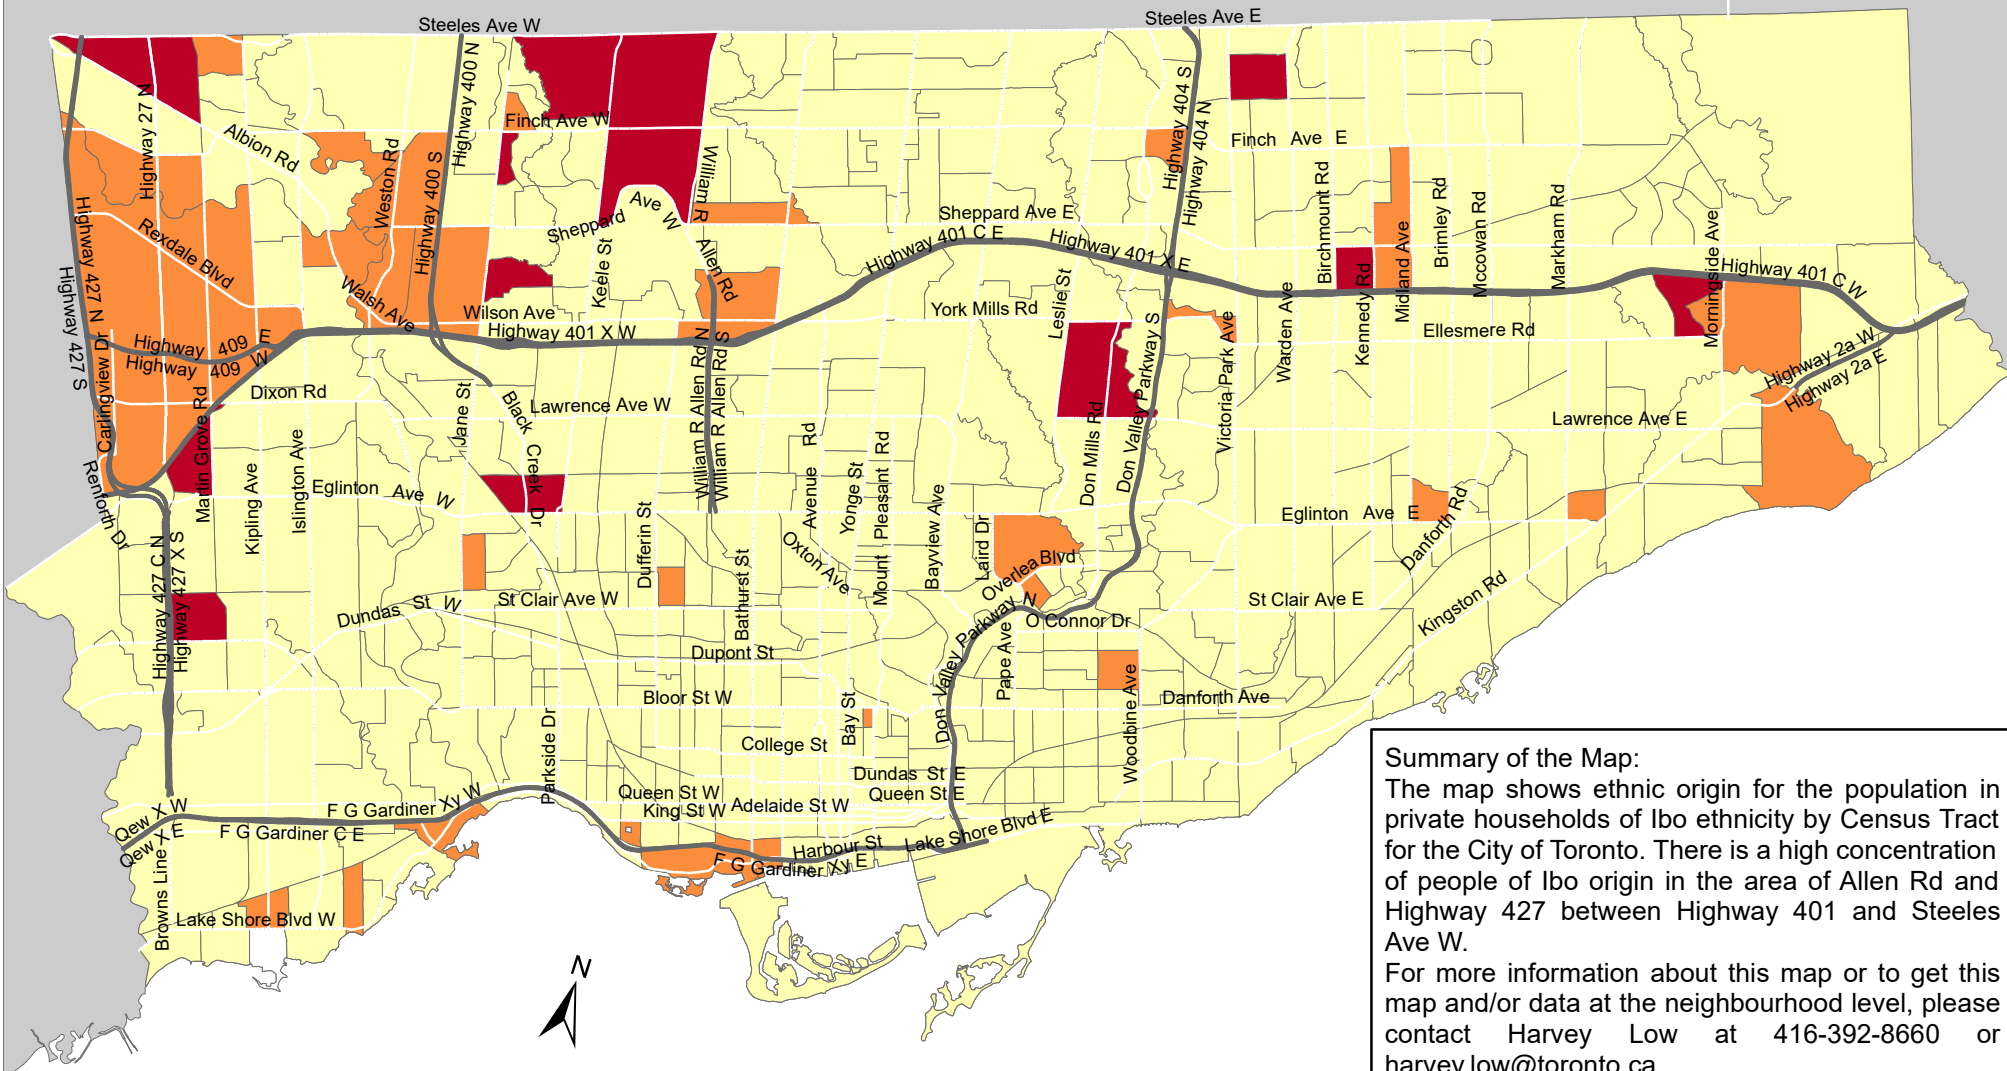 Steeles Ave W
Steeles Ave E
Highway 400 N
Highway 404 S
Highway 404 N
Highway 27 N
Albion Rd
Finch Ave W
Finch Ave E
Weston Rd
Highway 400 S
William R
Allen Rd
Sheppard Ave W
Sheppard Ave E
Keele St
Birchmount Rd
Kennedy Rd
Midland Ave
Brimley Rd
Mccowan Rd
Markham Rd
Morningside Ave
Highway 427 N
Highway 427 S
Rexdale Blvd
Walsh Ave
Wilson Ave
Highway 401 X W
Highway 401 C E
Highway 401 X E
Highway 401 C W
York Mills Rd
Leslie St
Ellesmere Rd
Warden Ave
Victoria Park Ave
Highway 409 E
Highway 409 W
Highway 2a W
Highway 2a E
Carlingview Dr
Martin Grove Rd
Dixon Rd
Jane St
Black Creek Dr
Lawrence Ave W
Lawrence Ave E
William R Allen Rd N
William R Allen Rd S
Don Mills Rd
Don Valley Parkway S
Renforth Dr
Kipling Ave
Islington Ave
Eglinton Ave W
Eglinton Ave E
Dufferin St
Bathurst St
Avenue Rd
Oxton Ave
Yonge St
Mount Pleasant Rd
Bayview Ave
Laird Dr
Overlea Blvd
Danforth Rd
Kingston Rd
Highway 427 C N
Highway 427 X S
Dundas St W
St Clair Ave W
St Clair Ave E
O Connor Dr
Don Valley Parkway N
Pape Ave
Dupont St
Bloor St W
Danforth Ave
Woodbine Ave
Parkside Dr
Bay St
College St
Dundas St E
Queen St E
Queen St W
King St W
Adelaide St W
Qew X W
Qew X E
F G Gardiner Xy W
F G Gardiner C E
Harbour St
Lake Shore Blvd E
F G Gardiner Xy E
Browns Line
Lake Shore Blvd W
N
Summary of the Map:
The map shows ethnic origin for the population in
private households of Ibo ethnicity by Census Tract
for the City of Toronto. There is a high concentration
of people of Ibo origin in the area of Allen Rd and
Highway 427 between Highway 401 and Steeles
Ave W.
For more information about this map or to get this
map and/or data at the neighbourhood level, please
contact Harvey Low at 416-392-8660 or
harvey.low@toronto.ca